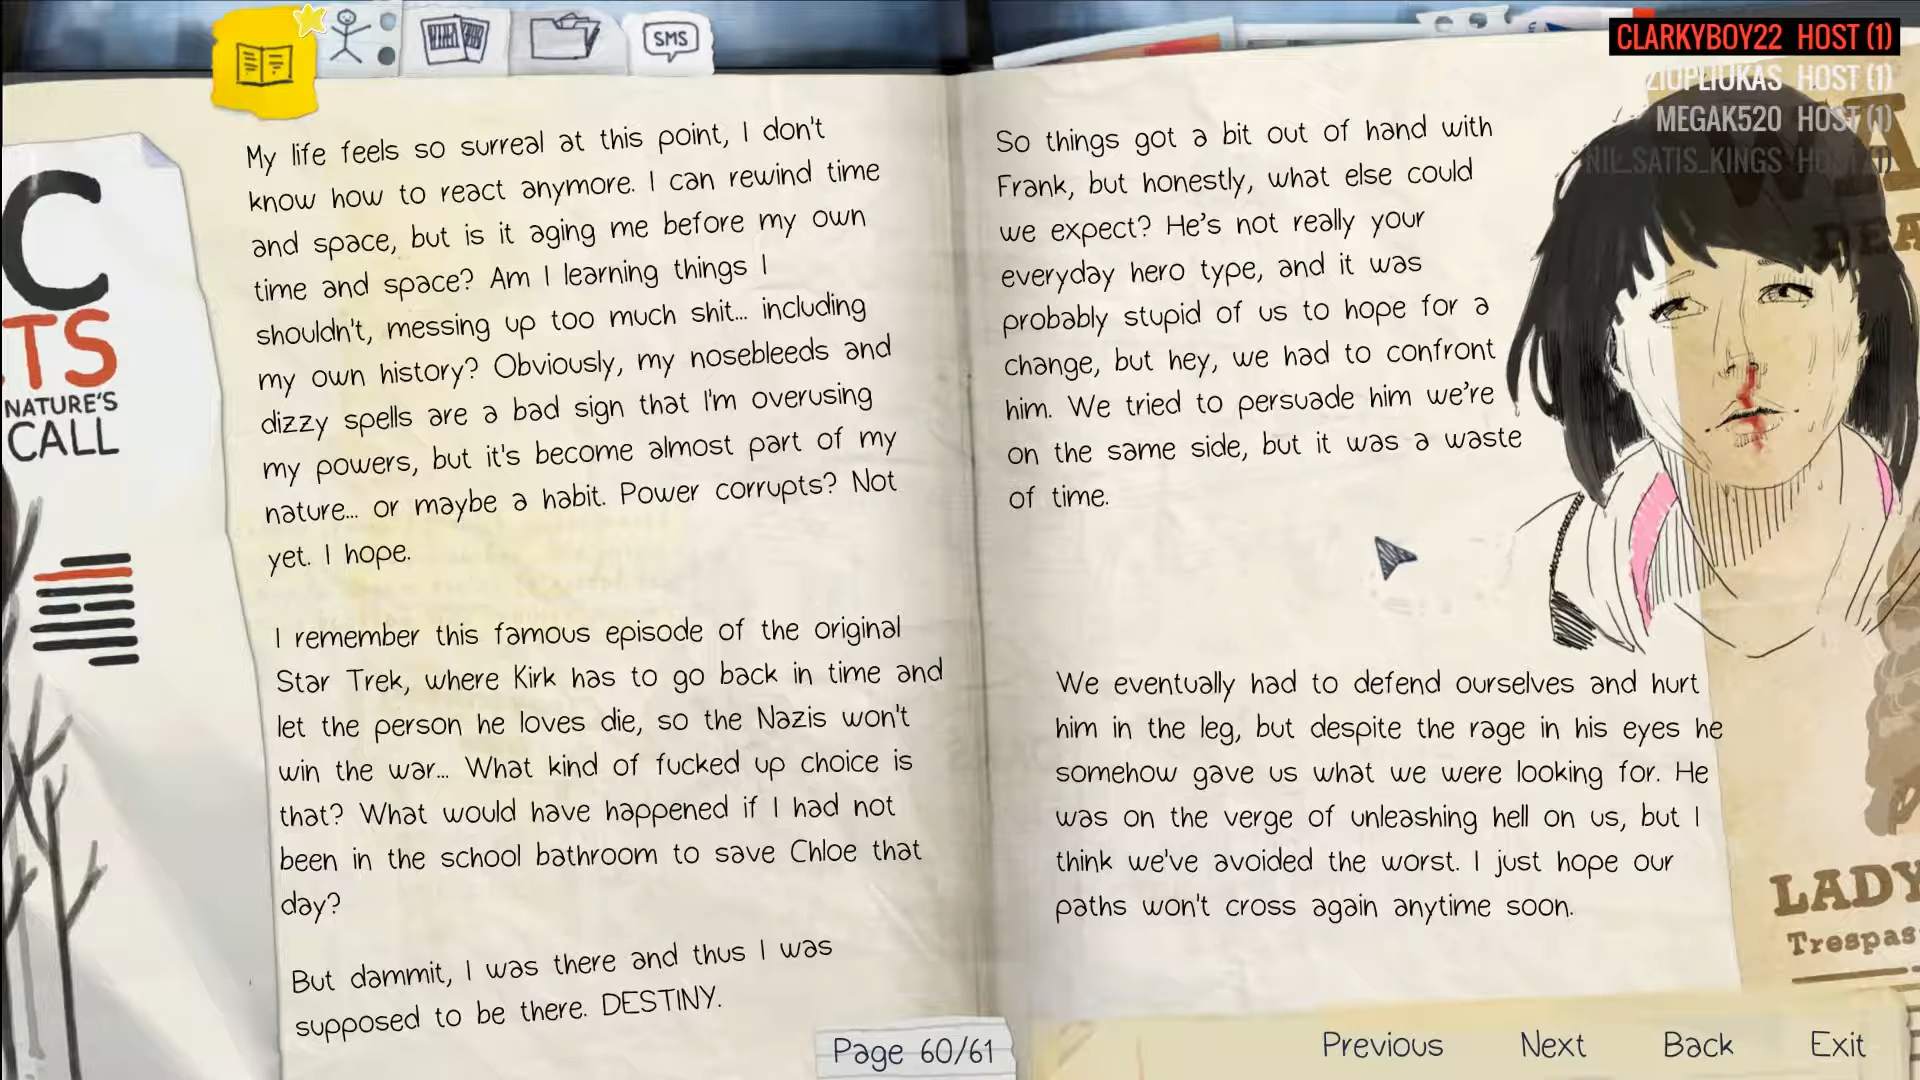 SMS
CLARKYBOY22 HOST (1)
ZIOPLIUKAS HOST (1)
MEGAK520 HOST (1)
NIL_SATIS_KINGS HOST (1)
C
TS
NATURE'S
CALL
My life feels so surreal at this point, I don't
know how to react anymore. I can rewind time
and space, but is it aging me before my own
time and space? Am I learning things I
shouldn't, messing up too much shit... including
my own history? Obviously, my nosebleeds and
dizzy spells are a bad sign that I'm overusing
my powers, but it's become almost part of my
nature... or maybe a habit. Power corrupts? Not
yet. I hope.
I remember this famous episode of the original
Star Trek, where Kirk has to go back in time and
let the person he loves die, so the Nazis won't
win the war... What kind of fucked up choice is
that? What would have happened if I had not
been in the school bathroom to save Chloe that
day?
But dammit, I was there and thus I was
supposed to be there. DESTINY.
So things got a bit out of hand with
Frank, but honestly, what else could
we expect? He's not really your
everyday hero type, and it was
probably stupid of us to hope for a
change, but hey, we had to confront
him. We tried to persuade him we're
on the same side, but it was a waste
of time.
We eventually had to defend ourselves and hurt
him in the leg, but despite the rage in his eyes he
somehow gave us what we were looking for. He
was on the verge of unleashing hell on us, but I
think we've avoided the worst. I just hope our
paths won't cross again anytime soon.
DEA
LADY
Trespas
Page 60/61
Previous Next Back Exit